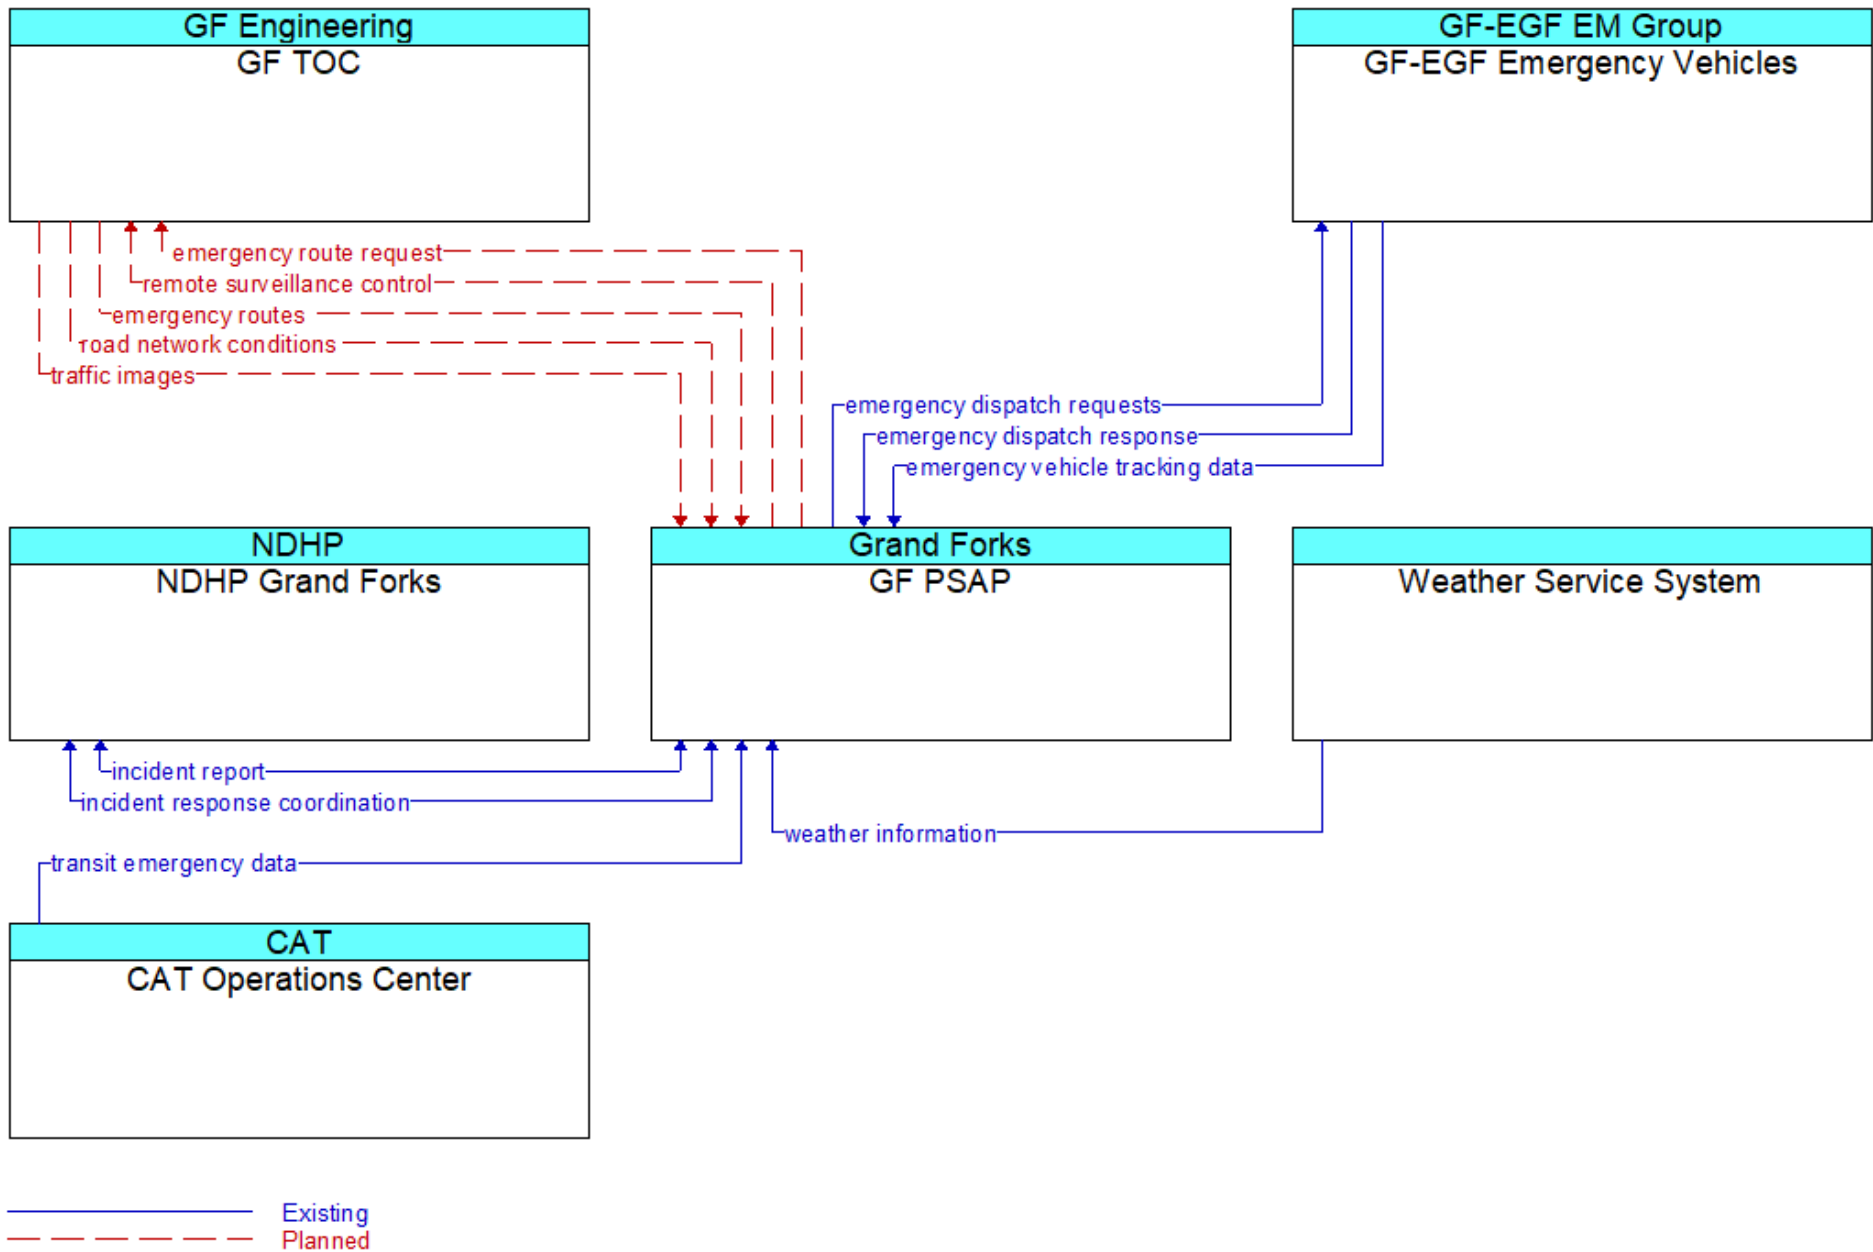 GF Engineering
GF TOC
GF-EGF EM Group
GF-EGF Emergency Vehicles
emergency route request
remote surveillance control
emergency routes
road network conditions
traffic images
emergency dispatch requests
emergency dispatch response
emergency vehicle tracking data
NDHP
NDHP Grand Forks
Grand Forks
GF PSAP
Weather Service System
incident report
incident response coordination
weather information
transit emergency data
CAT
CAT Operations Center
Existing
Planned